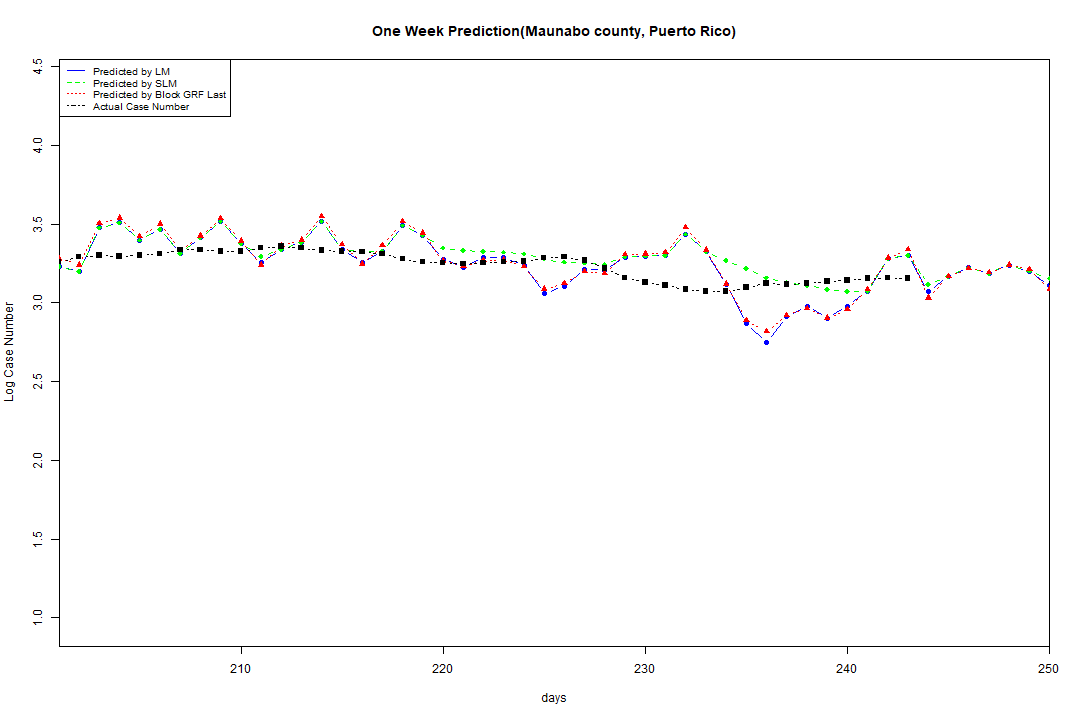 One Week Prediction(Maunabo county, Puerto Rico)
Predicted by LM
Predicted by SLM
Predicted by Block GRF Last
Actual Case Number
4.5
4.0
3.5
3.0
2.5
2.0
1.5
1.0
Log Case Number
210 220 230 240 250
days